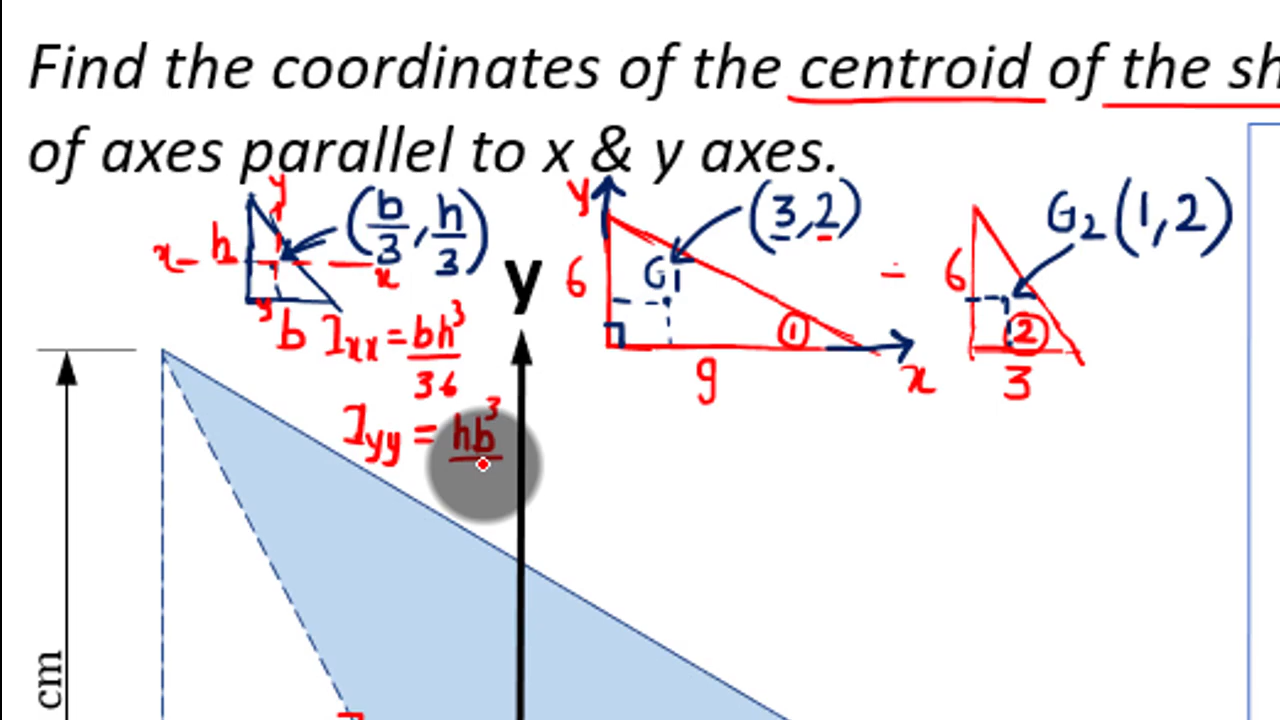 Find the coordinates of the centroid of the sh
of axes parallel to x & y axes.
y
x h x
y b
(b/3, h/3)
Ixx = bh³/36
Iyy = hb³
y
y
6
G1
(3,2)
①
9
x
-
6
G2 (1,2)
②
3
cm